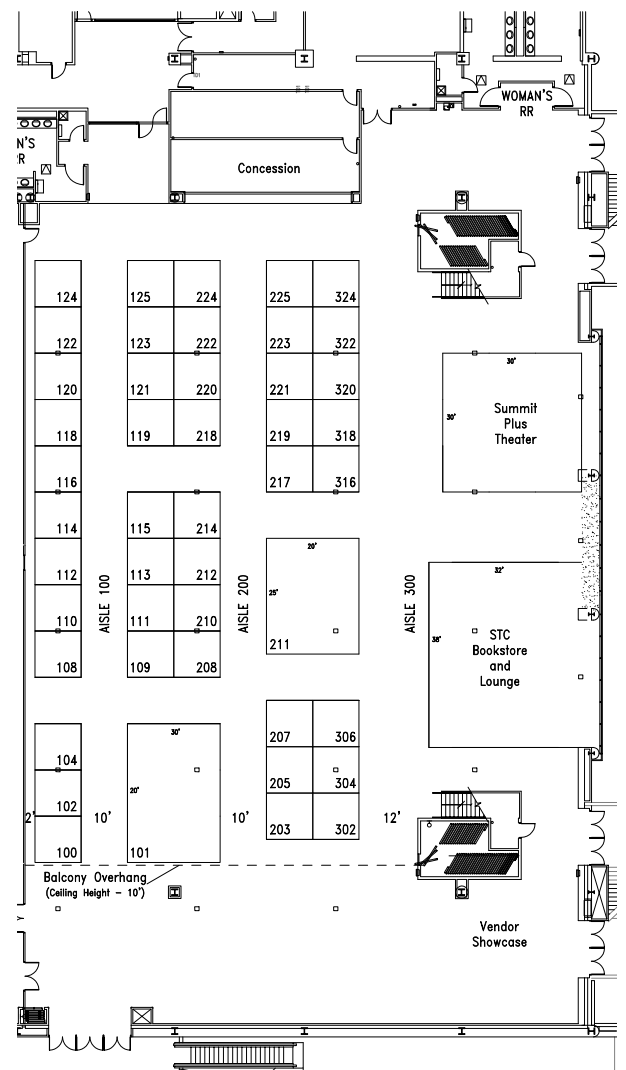 WOMAN'S
RR
N'S
RR
Concession
124 125 224 225 324
122 123 222 223 322
30'
120 121 220 221 320
Summit
Plus
Theater
30'
118 119 218 219 318
116 217 316
114 115 214
20'
32'
112 113 212
25'
AISLE 100
AISLE 200
AISLE 300
110 111 210
211
STC
Bookstore
and
Lounge
38'
108 109 208
30'
207 306
104
20'
205 304
102
2' 10' 10' 12'
203 302
100 101
Balcony Overhang
(Ceiling Height - 10')
Vendor
Showcase